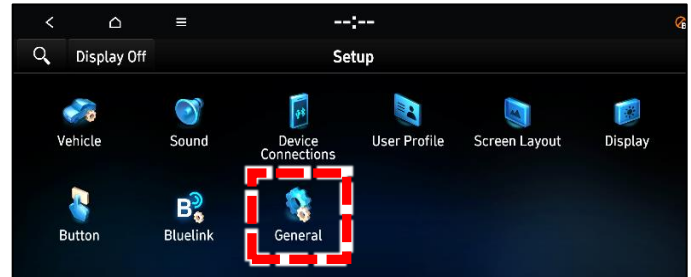 --:--
Display Off
Setup
Vehicle
Sound
Device
Connections
User Profile
Screen Layout
Display
Button
B
Bluelink
General